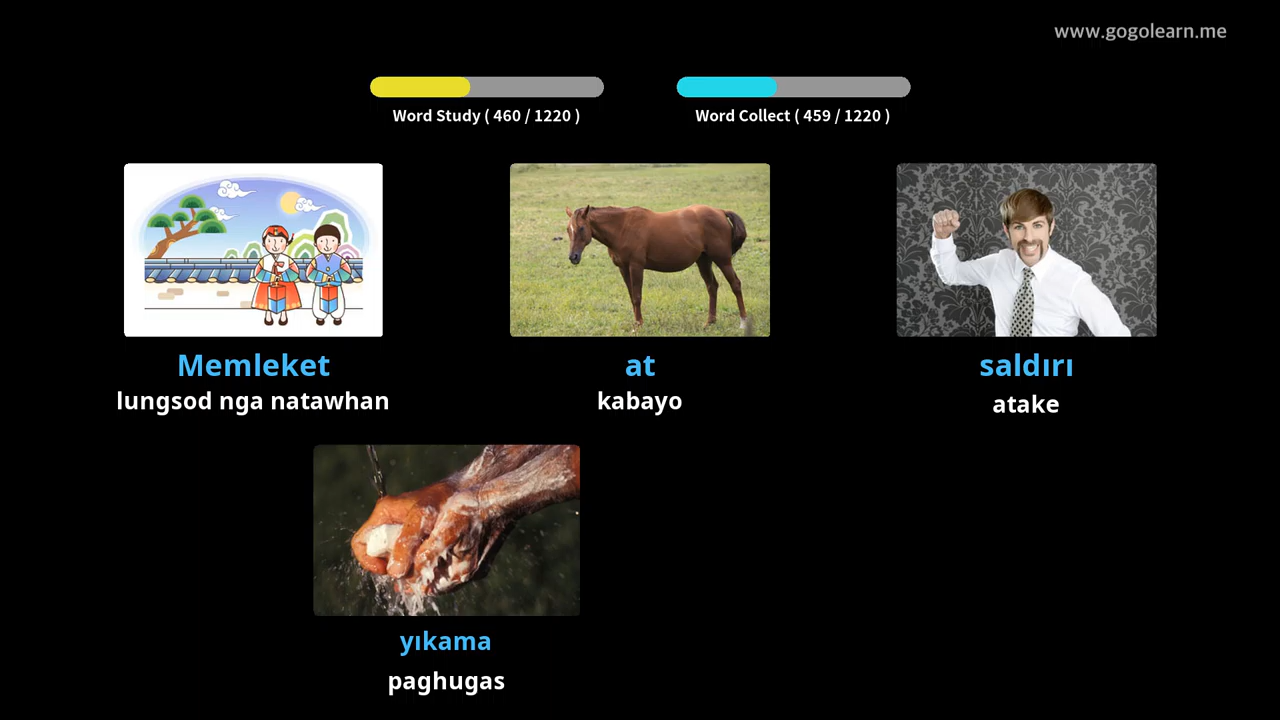 www.gogolearn.me
Word Study ( 460 / 1220 )
Word Collect ( 459 / 1220 )
Memleket
lungsod nga natawhan
at
kabayo
saldırı
atake
yıkama
paghugas